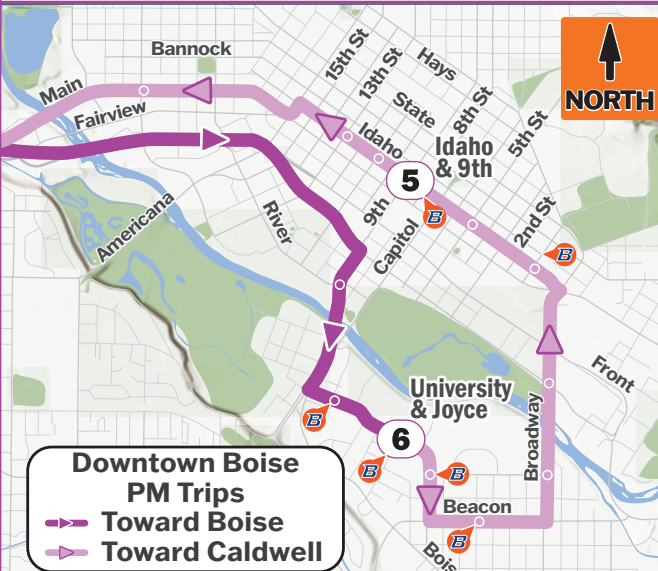 Bannock
15th St
13th St
Hays
State
8th St
5th St
NORTH
Main
Fairview
Idaho
Idaho
& 9th
5
B
9th
Capitol
2nd St
B
Americana
River
Front
University
& Joyce
6
B
B
B
Broadway
Beacon
B
Bois
Downtown Boise
PM Trips
Toward Boise
Toward Caldwell